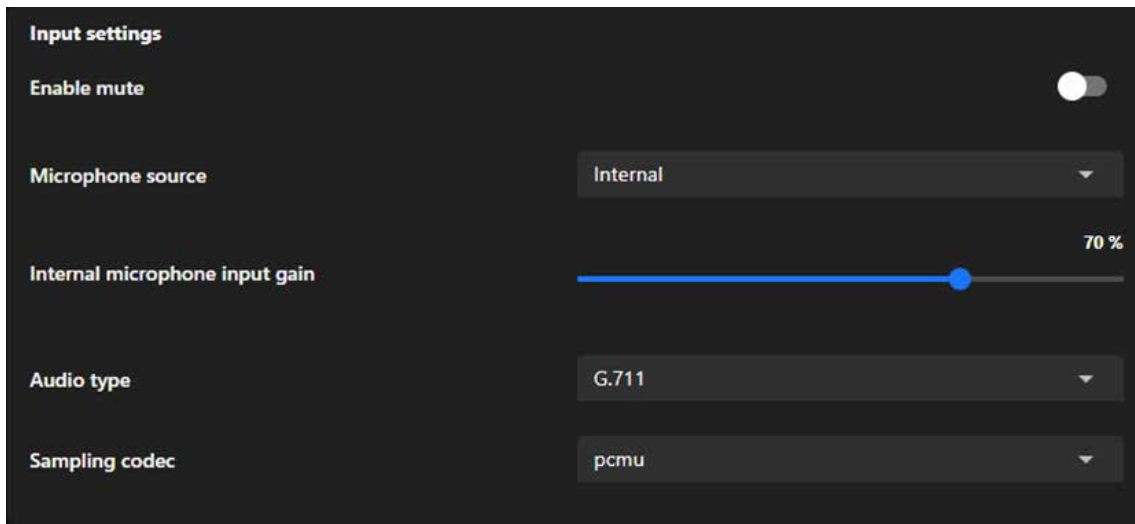 Input settings
Enable mute
Microphone source
Internal
70 %
Internal microphone input gain
Audio type
G.711
Sampling codec
pcmu